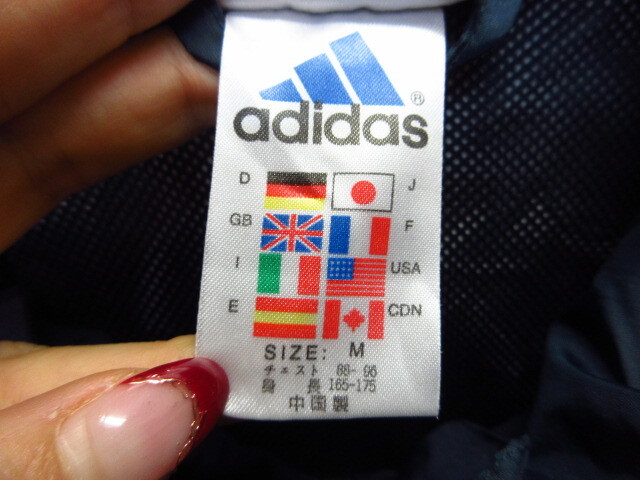 adidas®
D J
GB F
I USA
E CDN
SIZE: M
チェスト 88-96
身 長 165-175
中国製